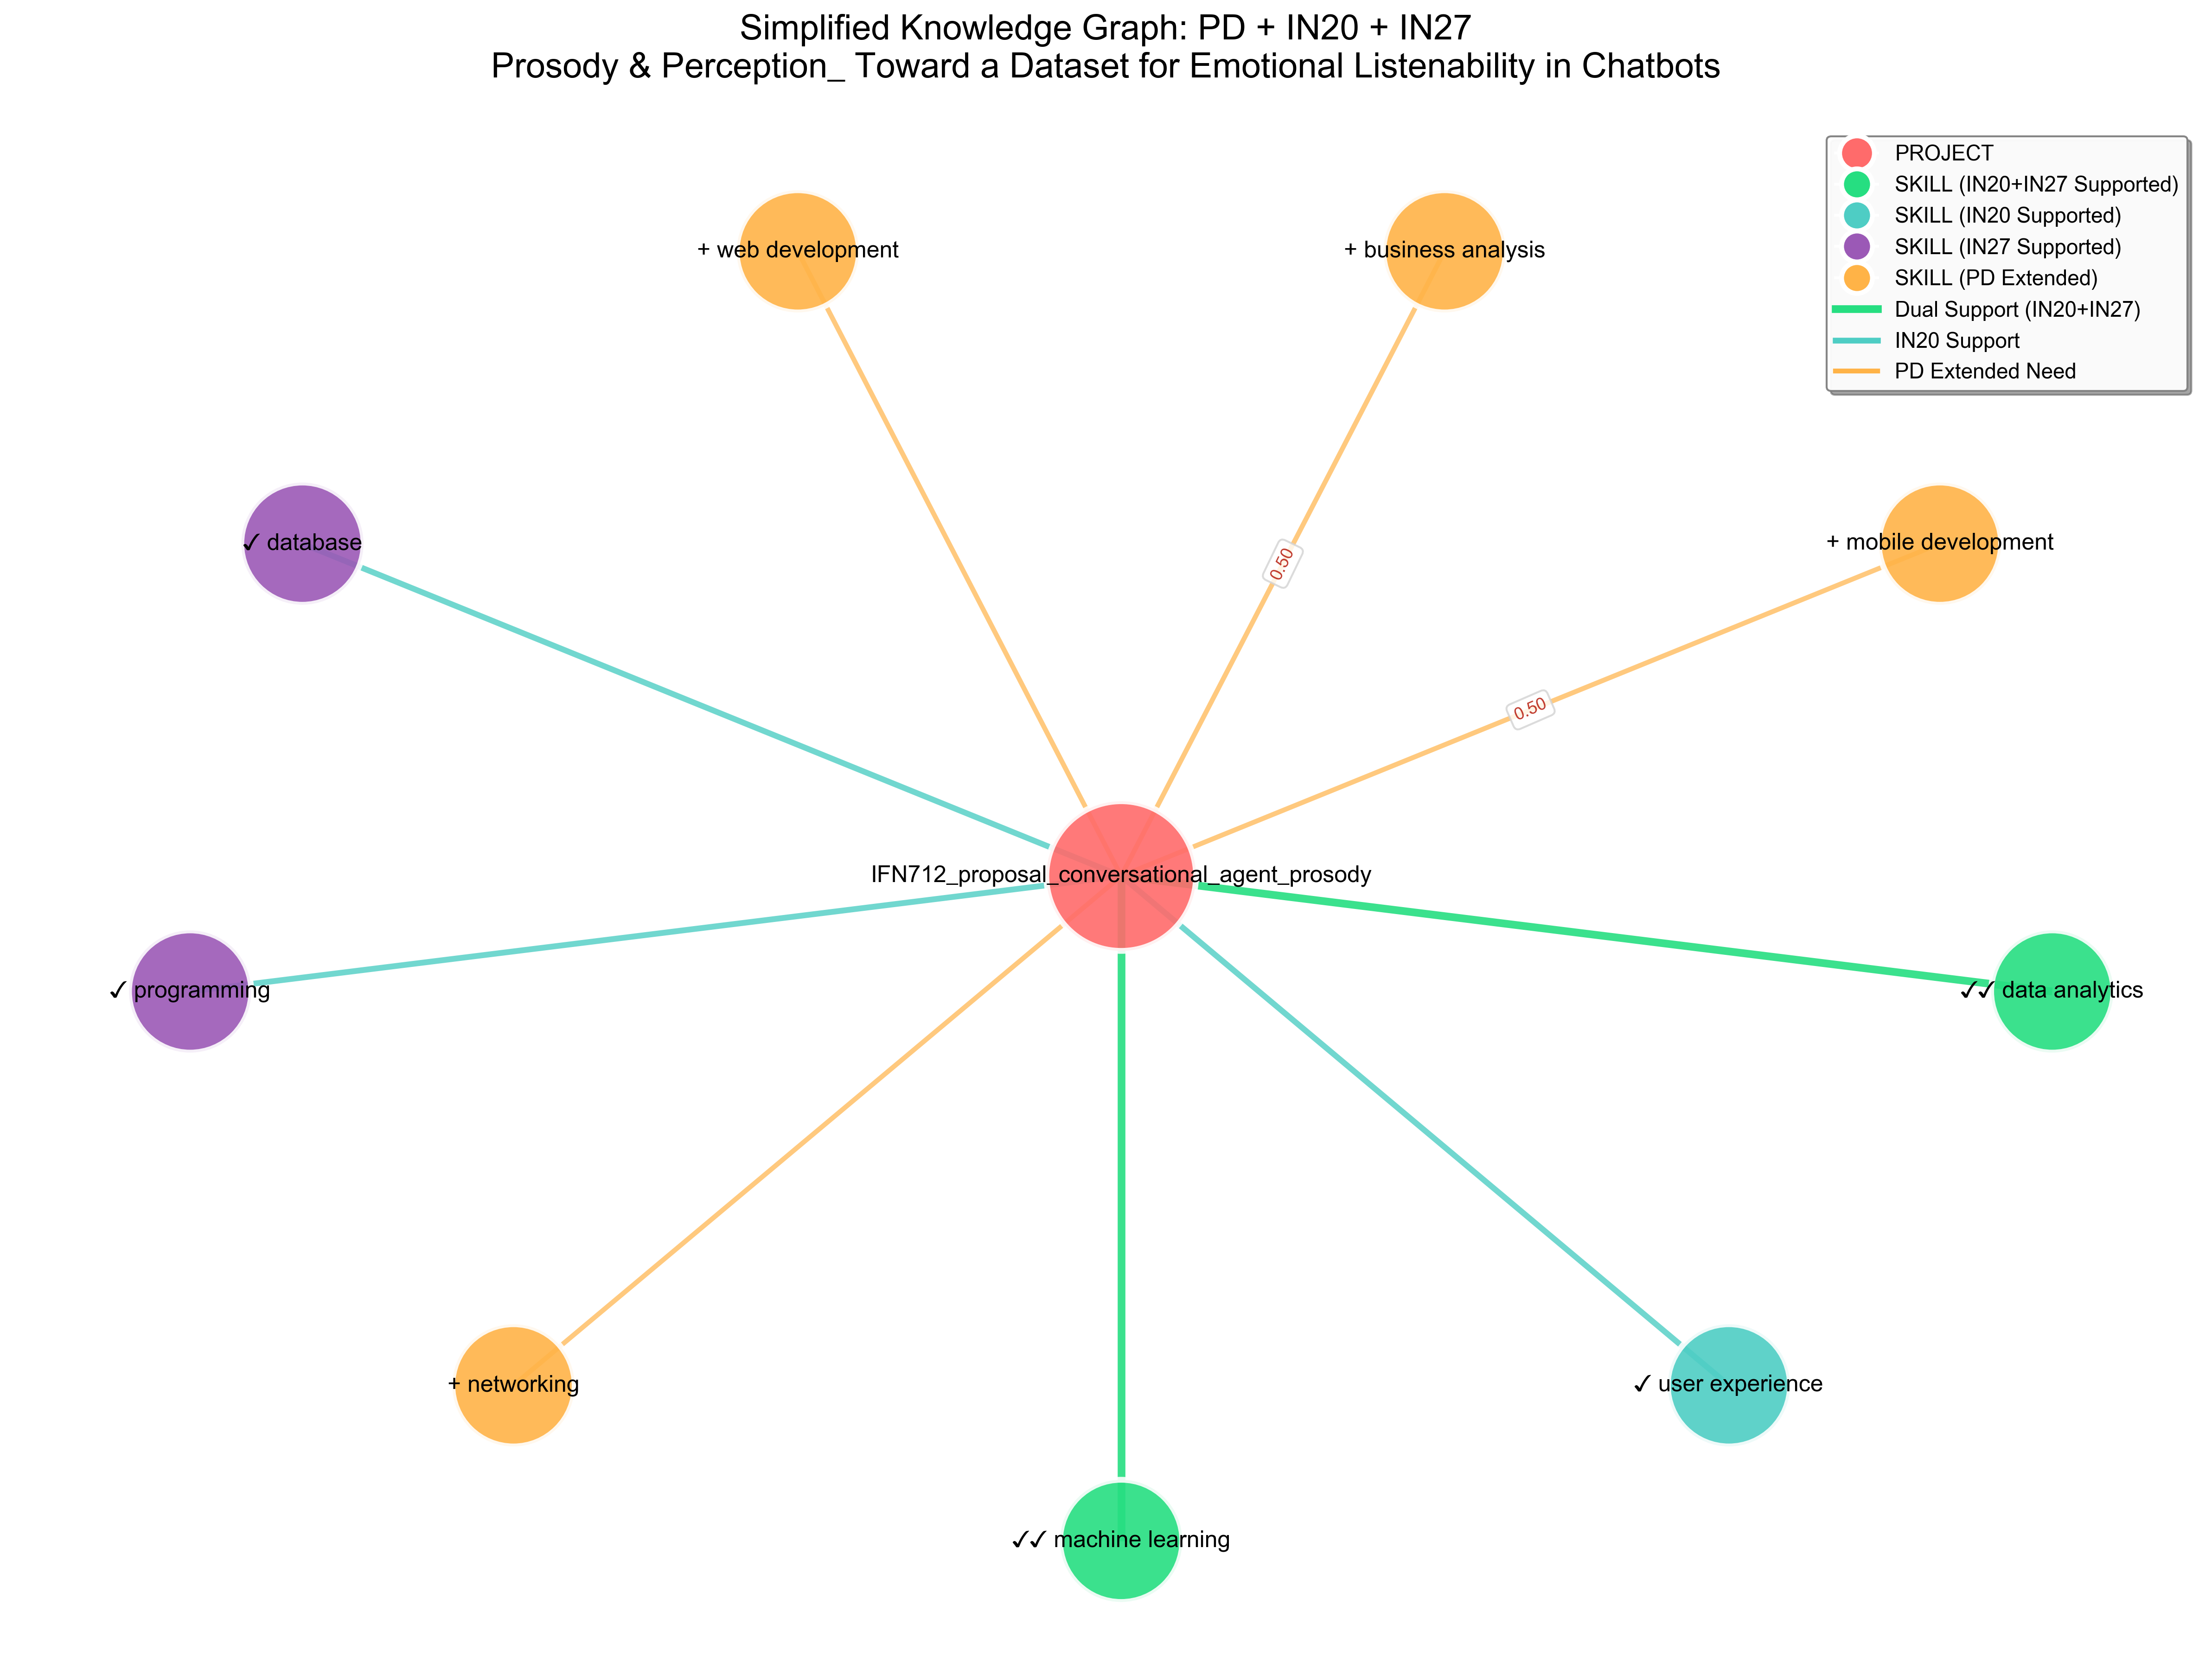 Simplified Knowledge Graph: PD + IN20 + IN27
Prosody & Perception_ Toward a Dataset for Emotional Listenability in Chatbots
PROJECT
SKILL (IN20+IN27 Supported)
SKILL (IN20 Supported)
SKILL (IN27 Supported)
SKILL (PD Extended)
Dual Support (IN20+IN27)
IN20 Support
PD Extended Need
+ web development
+ business analysis
✓ database
+ mobile development
0.50
0.50
IFN712_proposal_conversational_agent_prosody
✓ programming
✓✓ data analytics
+ networking
✓ user experience
✓✓ machine learning